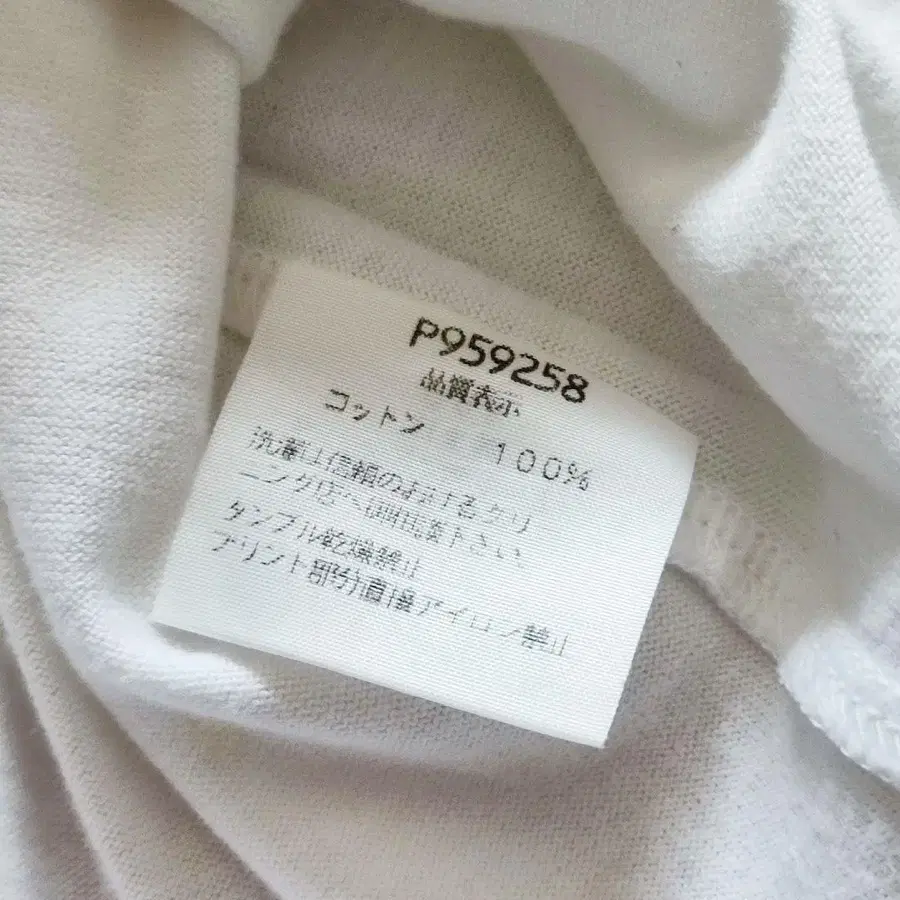 P959258
品質表示
コットン 100%
洗濯は信頼のおけるクリ
ーニング店へ御用下さい。
タンブル乾燥禁止
プリント部分直接アイロン禁止